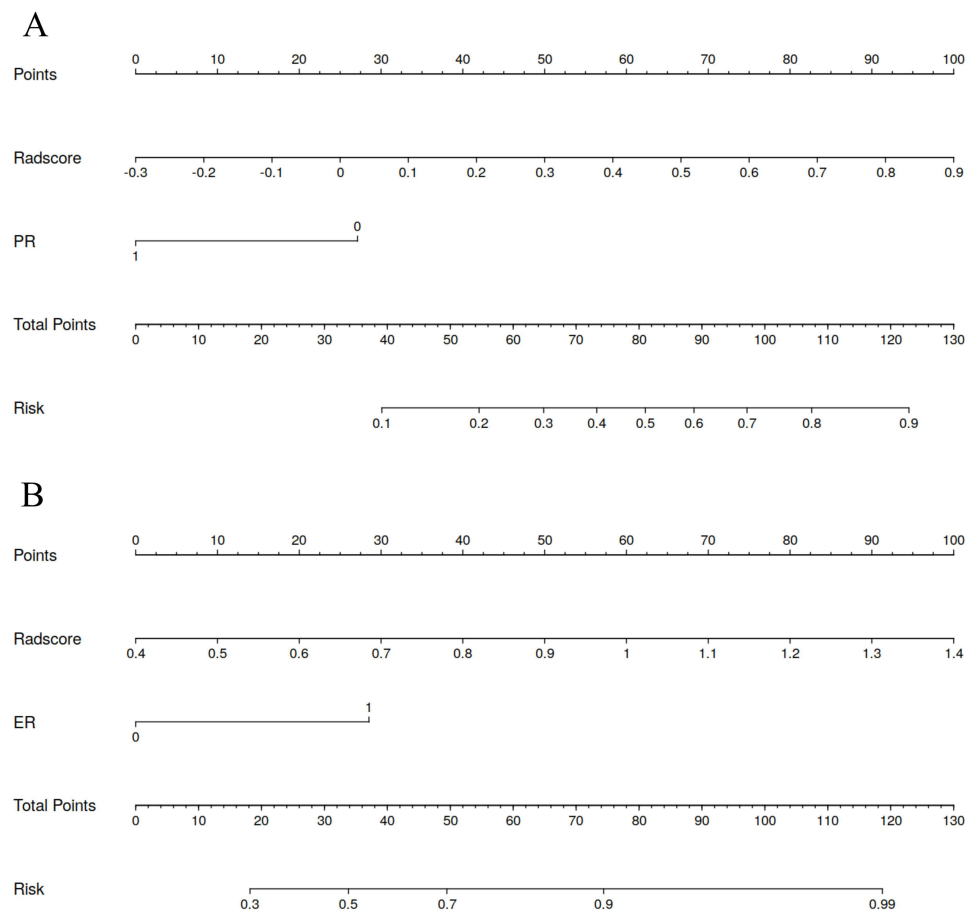 A
0 10 20 30 40 50 60 70 80 90 100
Points
Radscore
-0.3 -0.2 -0.1 0 0.1 0.2 0.3 0.4 0.5 0.6 0.7 0.8 0.9
0
PR
1
Total Points
0 10 20 30 40 50 60 70 80 90 100 110 120 130
Risk
0.1 0.2 0.3 0.4 0.5 0.6 0.7 0.8 0.9
B
0 10 20 30 40 50 60 70 80 90 100
Points
Radscore
0.4 0.5 0.6 0.7 0.8 0.9 1 1.1 1.2 1.3 1.4
1
ER
0
Total Points
0 10 20 30 40 50 60 70 80 90 100 110 120 130
Risk
0.3 0.5 0.7 0.9 0.99